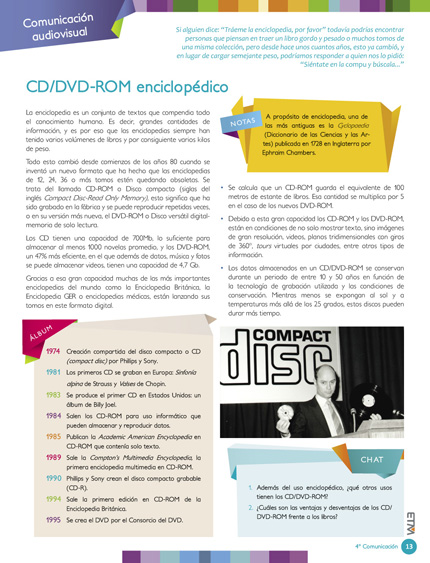 Comunicación
audiovisual
Si alguien dice: “Tráeme la enciclopedia, por favor” todavía podrías encontrar
personas que piensan en traer un libro gordo y pesado o muchos tomos de
una misma colección, pero desde hace unos cuantos años, esto ya cambió, y
en lugar de cargar semejante peso, podríamos responder a quien nos lo pidió:
“Siéntate en la compu y búscala...”
CD/DVD-ROM enciclopédico
La enciclopedia es un conjunto de textos que compendia todo
el conocimiento humano. Es decir, grandes cantidades de
información, y es por eso que las enciclopedias siempre han
tenido varios volúmenes de libros y por consiguiente varios kilos
de peso.
Todo esto cambió desde comienzos de los años 80 cuando se
inventó un nuevo formato que ha hecho que las enciclopedias
de 12, 24, 36 o más tomos estén quedando obsoletas. Se
trata del llamado CD-ROM o Disco compacto (siglas del
inglés Compact Disc-Read Only Memory), esto significa que ha
sido grabado en la fábrica y se puede reproducir repetidas veces,
o en su versión más nueva, el DVD-ROM o Disco versátil digital-
memoria de solo lectura.
Los CD tienen una capacidad de 700Mb, lo suficiente para
almacenar al menos 1000 novelas promedio, y los DVD-ROM,
un 47% más eficiente, en el que además de datos, música y fotos
se puede almacenar videos, tienen una capacidad de 4,7 Gb.
Gracias a esa gran capacidad muchas de las más importantes
enciclopedias del mundo como la Enciclopedia Británica, la
Enciclopedia GER o enciclopedias médicas, están lanzando sus
tomos en este formato digital.
NOTAS
A propósito de enciclopedia, una de
las más antiguas es la Cyclopaedia
(Diccionario de las Ciencias y las Ar-
tes) publicada en 1728 en Inglaterra por
Ephraim Chambers.
• Se calcula que un CD-ROM guarda el equivalente de 100
metros de estante de libros. Esa cantidad se multiplica por 5
en el caso de los nuevos DVD-ROM.
• Debido a esta gran capacidad los CD-ROM y los DVD-ROM,
están en condiciones de no solo mostrar texto, sino imágenes
de gran resolución, videos, planos tridimensionales con giros
de 360°, tours virtuales por ciudades, entre otros tipos de
información.
• Los datos almacenados en un CD/DVD-ROM se conservan
durante un período de entre 10 y 50 años en función de
la tecnología de grabación utilizada y las condiciones de
conservación. Mientras menos se expongan al sol y a
temperaturas más allá de los 25 grados, estos discos pueden
durar más tiempo.
ÁLBUM
1974 Creación compartida del disco compacto o CD
(compact disc) por Philips y Sony.
1981 Los primeros CD se graban en Europa: Sinfonía
alpina de Strauss y Valses de Chopin.
1983 Se produce el primer CD en Estados Unidos: un
álbum de Billy Joel.
1984 Salen los CD-ROM para uso informático que
pueden almacenar y reproducir datos.
1985 Publican la Academic American Encyclopedia en
CD-ROM que contenía solo texto.
1989 Sale la Compton's Multimedia Encyclopedia, la
primera enciclopedia multimedia en CD-ROM.
1990 Philips y Sony crean el disco compacto grabable
(CD-R).
1994 Sale la primera edición en CD-ROM de la
Enciclopedia Británica.
1995 Se crea el DVD por el Consorcio del DVD.
COMPACT
disc
CHAT
1. Además del uso enciclopédico, ¿qué otros usos
tienen los CD/DVD-ROM?
2. ¿Cuáles son las ventajas y desventajas de los CD/
DVD-ROM frente a los libros?
4° Comunicación 13